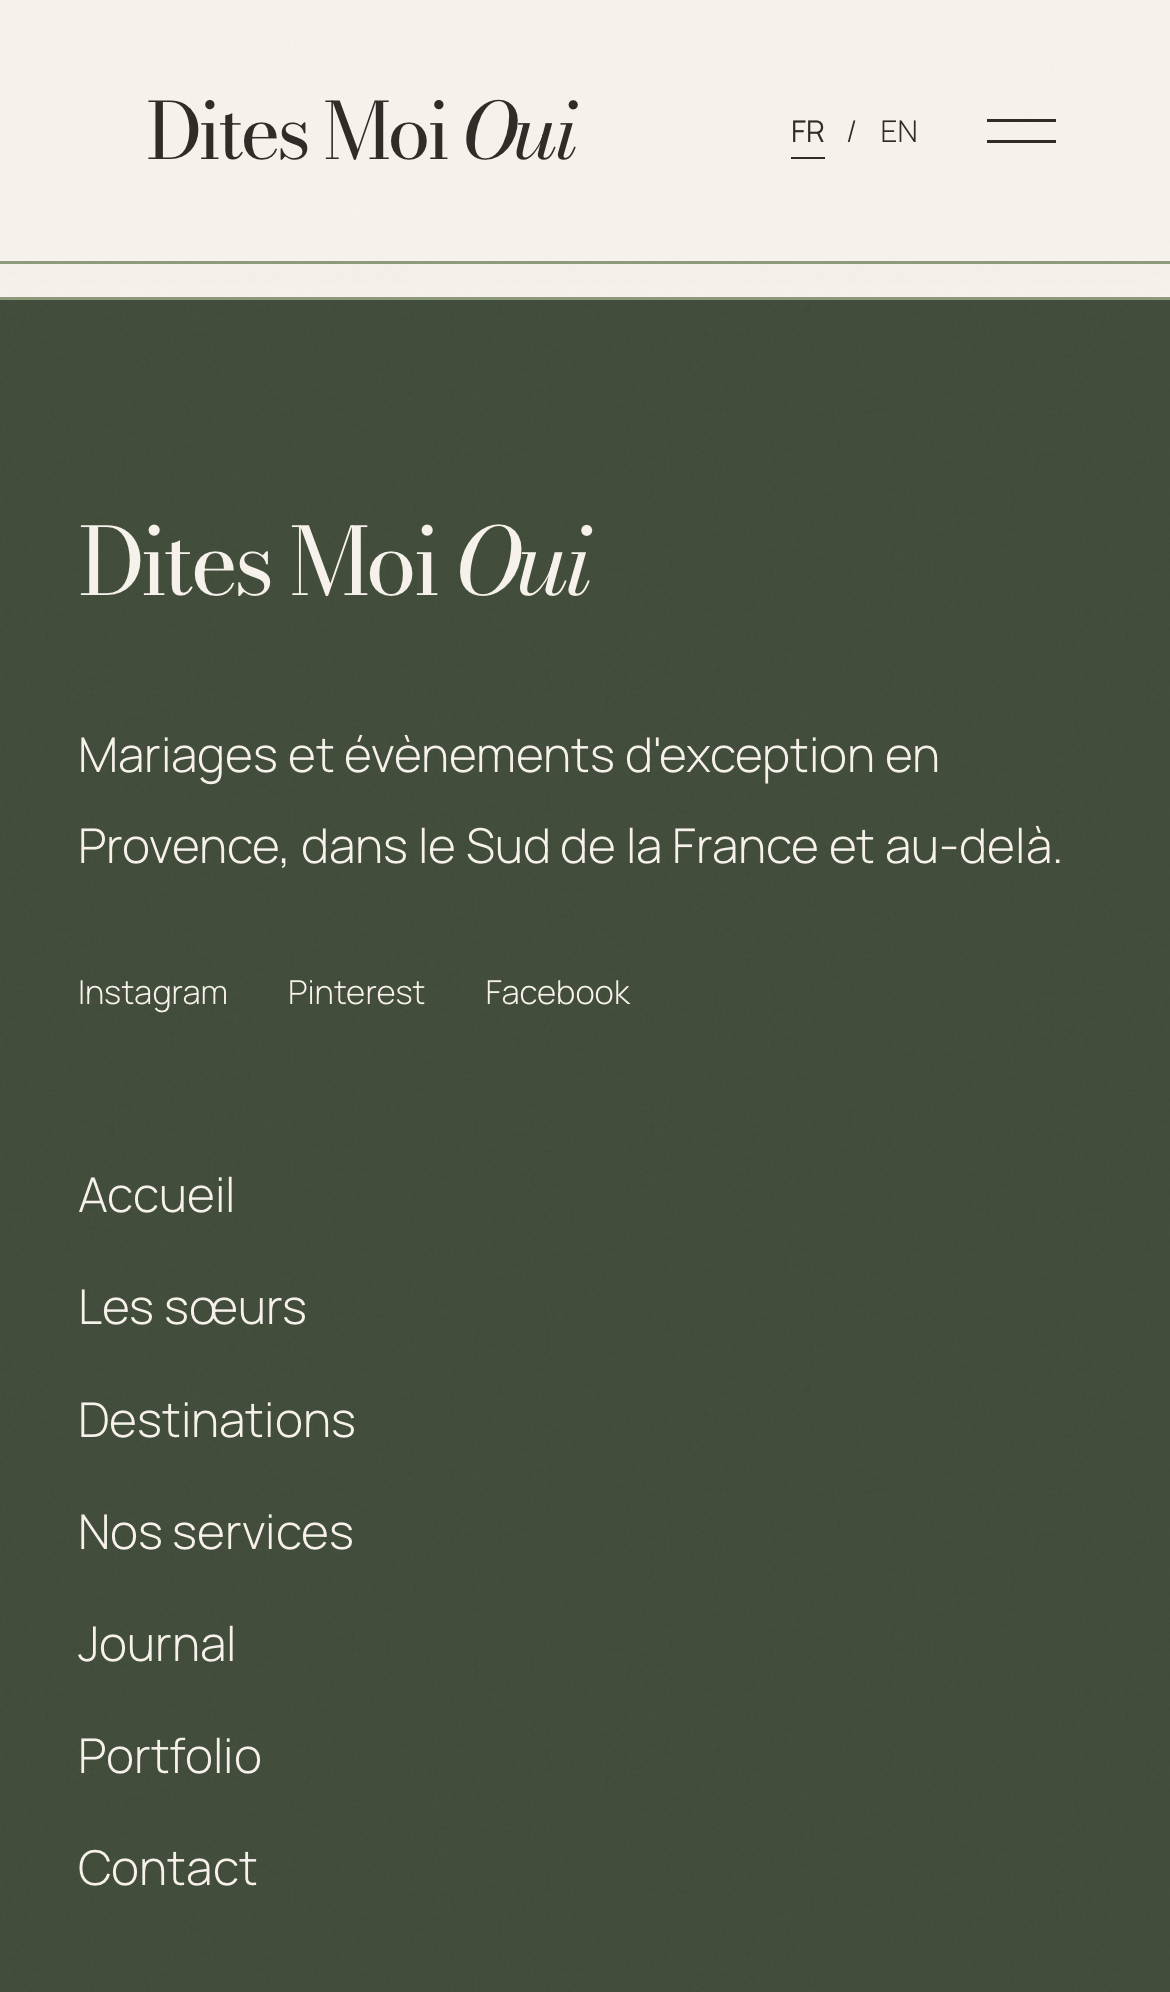 Dites Moi Oui
FR / EN
Dites Moi Oui
Mariages et évènements d'exception en
Provence, dans le Sud de la France et au-delà.
Instagram Pinterest Facebook
Accueil
Les sœurs
Destinations
Nos services
Journal
Portfolio
Contact